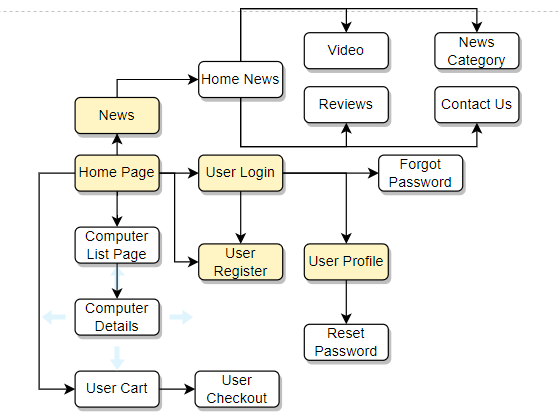 Video
News
Category
Home News
Reviews
Contact Us
News
Home Page
User Login
Forgot
Password
Computer
List Page
User
Register
User Profile
Computer
Details
Reset
Password
User Cart
User
Checkout